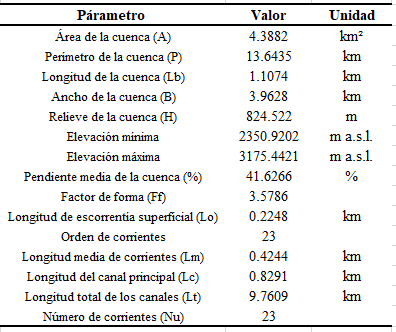 Párametro Valor Unidad
Área de la cuenca (A) 4.3882 km²
Perímetro de la cuenca (P) 13.6435 km
Longitud de la cuenca (Lb) 1.1074 km
Ancho de la cuenca (B) 3.9628 km
Relieve de la cuenca (H) 824.522 m
Elevación mínima 2350.9202 m a.s.l.
Elevación máxima 3175.4421 m a.s.l.
Pendiente media de la cuenca (%) 41.6266 %
Factor de forma (Ff) 3.5786
Longitud de escorrentía superficial (Lo) 0.2248 km
Orden de corrientes 23
Longitud media de corrientes (Lm) 0.4244 km
Longitud del canal principal (Lc) 0.8291 km
Longitud total de los canales (Lt) 9.7609 km
Número de corrientes (Nu) 23